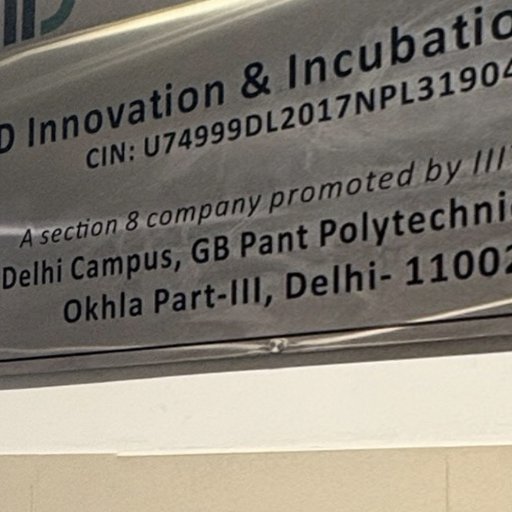 D Innovation & Incubatio
CIN: U74999DL2017NPL31904
A section 8 company promoted by III
Delhi Campus, GB Pant Polytechni
Okhla Part-III, Delhi- 11002